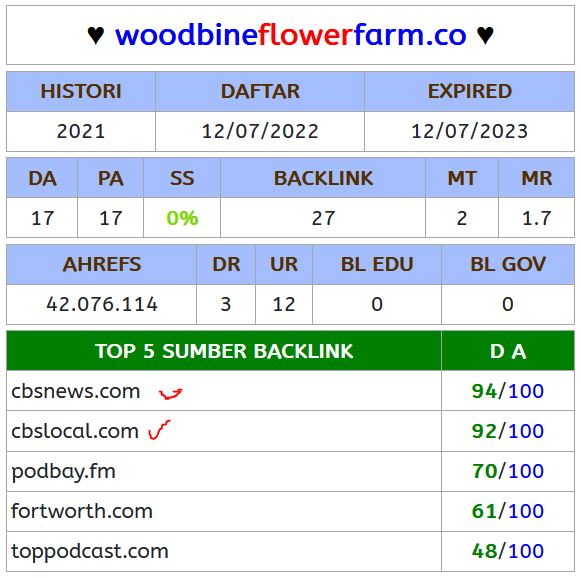 ♥ woodbineflowerfarm.co ♥
HISTORI DAFTAR EXPIRED
2021 12/07/2022 12/07/2023
DA PA SS BACKLINK MT MR
17 17 0% 27 2 1.7
AHREFS DR UR BL EDU BL GOV
42.076.114 3 12 0 0
TOP 5 SUMBER BACKLINK D A
cbsnews.com 94/100
cbslocal.com 92/100
podbay.fm 70/100
fortworth.com 61/100
toppodcast.com 48/100